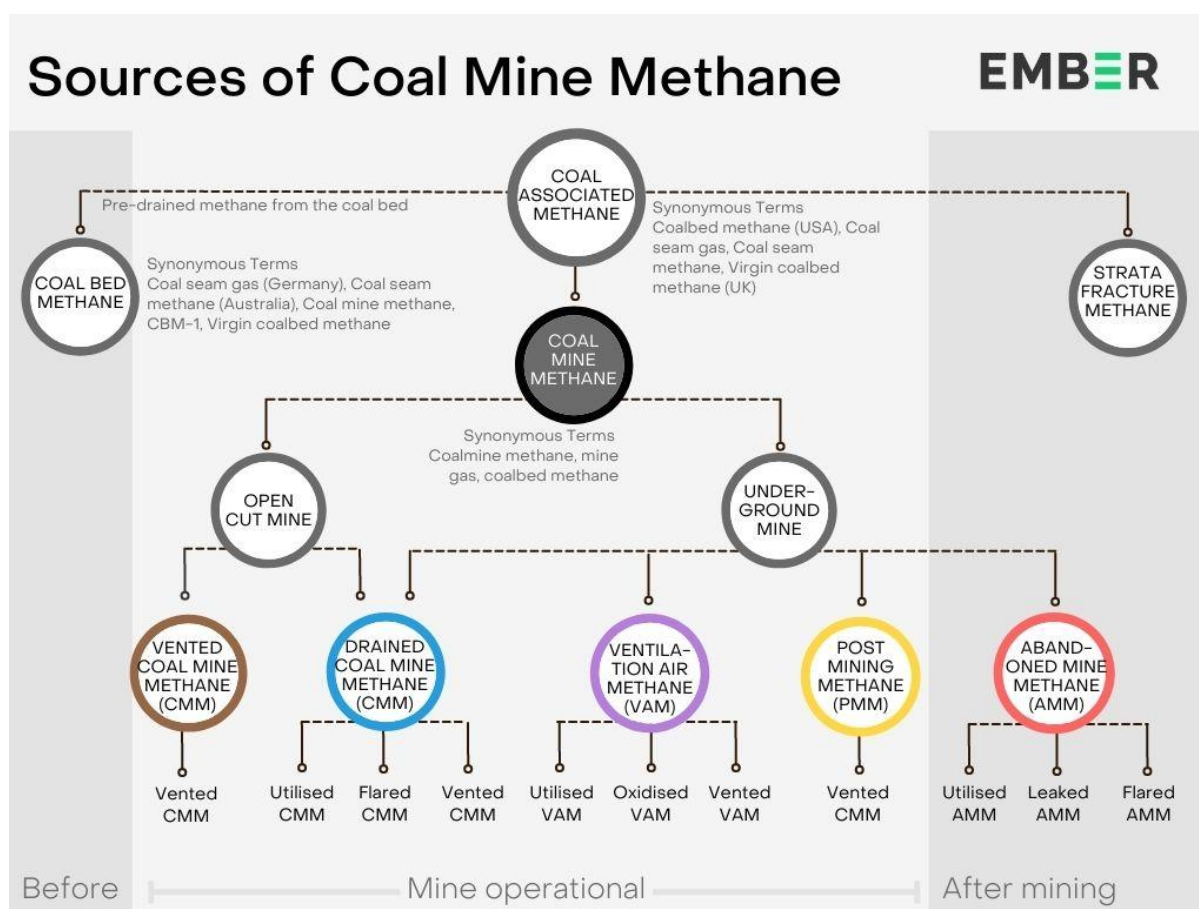 Sources of Coal Mine Methane
EMBER
COAL
ASSOCIATED
METHANE
Pre-drained methane from the coal bed
Synonymous Terms
Coalbed methane (USA), Coal
seam gas, Coal seam
methane, Virgin coalbed
methane (UK)
COAL BED
METHANE
Synonymous Terms
Coal seam gas (Germany), Coal seam
methane (Australia), Coal mine methane,
CBM-1, Virgin coalbed methane
STRATA
FRACTURE
METHANE
COAL
MINE
METHANE
Synonymous Terms
Coalmine methane, mine
gas, coalbed methane
OPEN
CUT MINE
UNDER-
GROUND
MINE
VENTED
COAL MINE
METHANE
(CMM)
DRAINED
COAL MINE
METHANE
(CMM)
VENTILA-
TION AIR
METHANE
(VAM)
POST
MINING
METHANE
(PMM)
ABAND-
ONED MINE
METHANE
(AMM)
Vented
CMM
Utilised
CMM
Flared
CMM
Vented
CMM
Utilised
VAM
Oxidised
VAM
Vented
VAM
Vented
CMM
Utilised
AMM
Leaked
AMM
Flared
AMM
Before
Mine operational
After mining